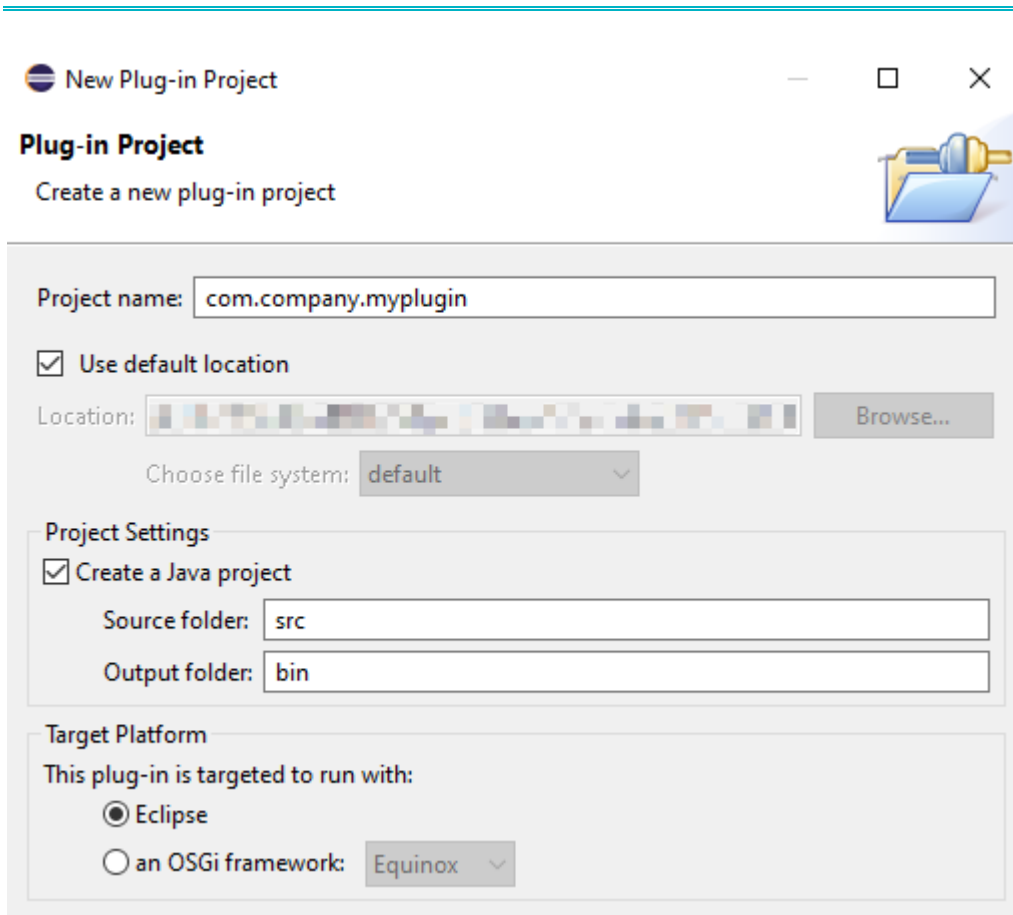 New Plug-in Project
Plug-in Project
Create a new plug-in project
Project name: com.company.myplugin
Use default location
Location: Browse...
Choose file system: default
Project Settings
Create a Java project
Source folder: src
Output folder: bin
Target Platform
This plug-in is targeted to run with:
Eclipse
an OSGi framework: Equinox